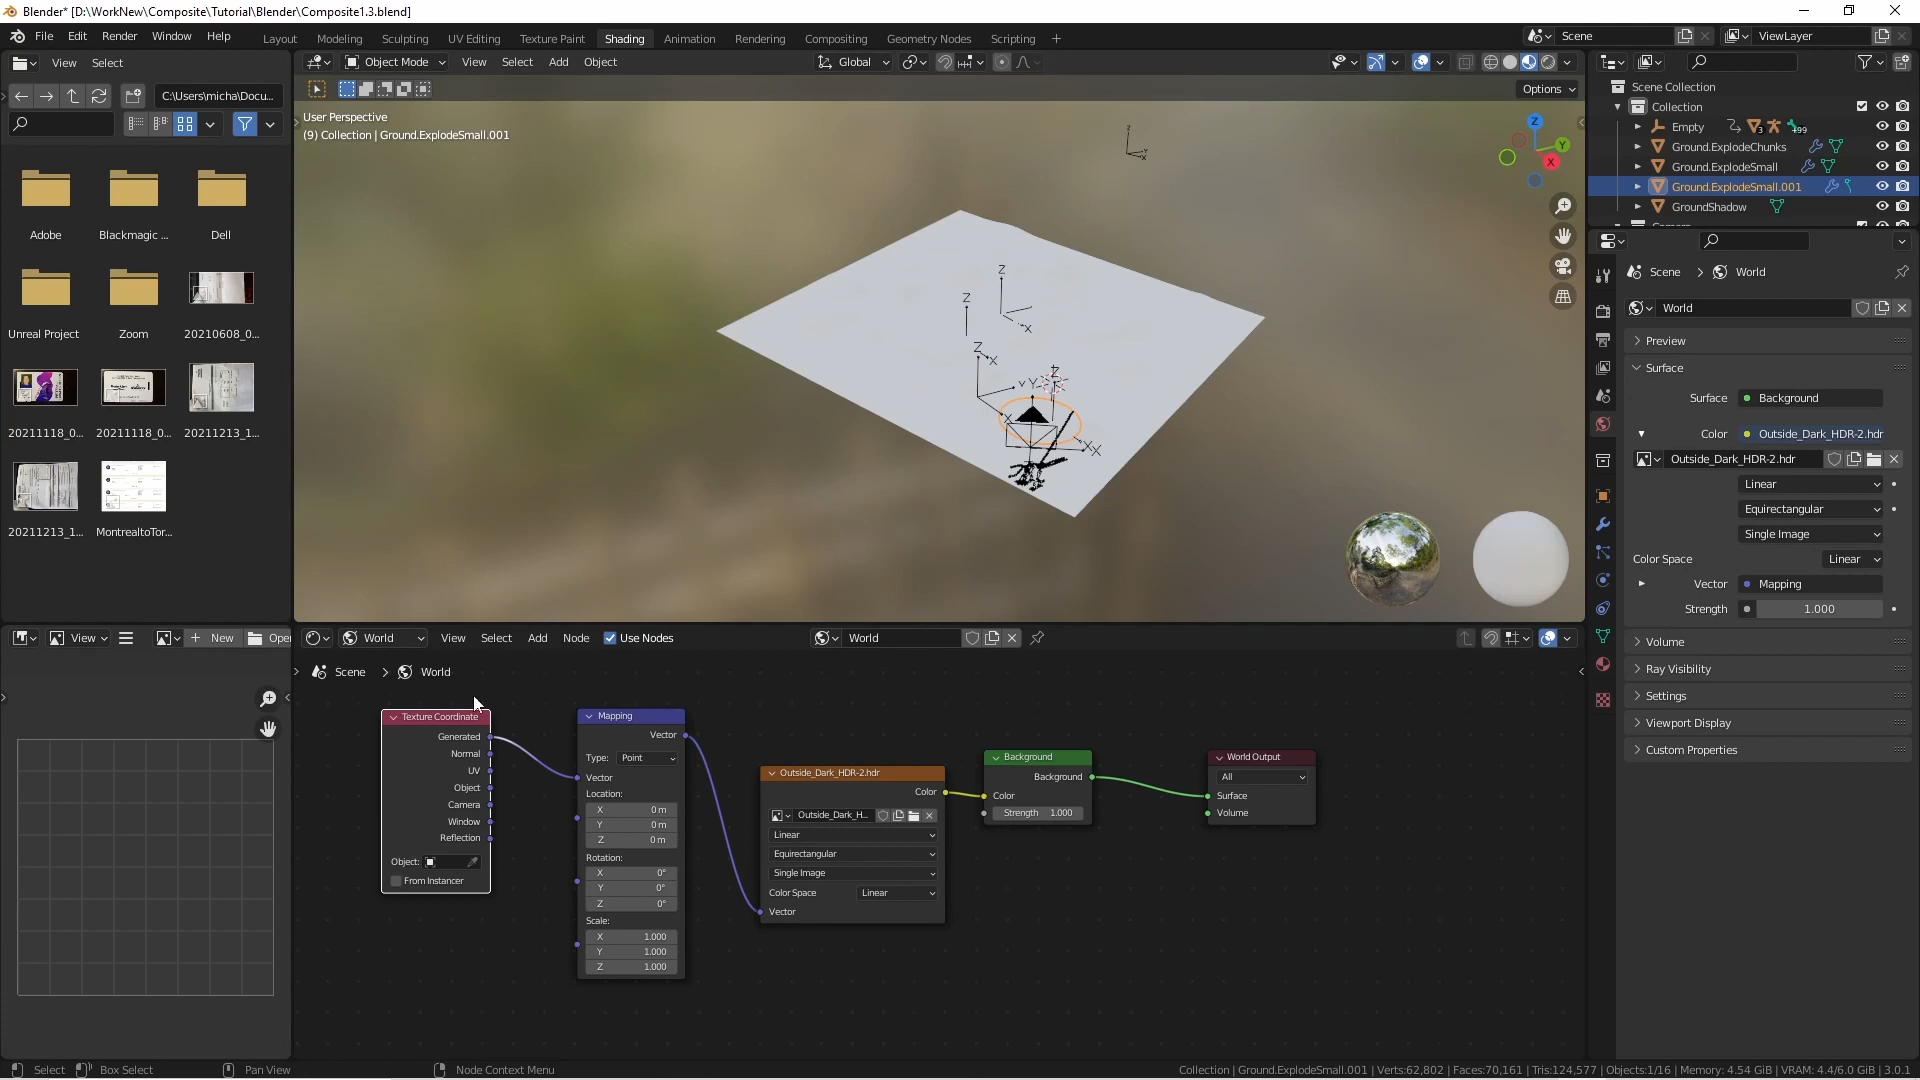 Blender* [D:\WorkNew\Composite\Tutorial\Blender\Composite1.3.blend]
File Edit Render Window Help
Layout Modeling Sculpting UV Editing Texture Paint Shading Animation Rendering Compositing Geometry Nodes Scripting +
Scene
ViewLayer
View Select
C:\Users\micha\Docu...
Adobe
Blackmagic ...
Dell
Unreal Project
Zoom
20210608_0...
20211118_0...
20211118_0...
20211213_1...
20211213_1...
MontrealtoTor...
Object Mode View Select Add Object
Global
Options
User Perspective
(9) Collection | Ground.ExplodeSmall.001
Z
Y
X
Scene Collection
Collection
Empty
3
+99
Ground.ExplodeChunks
Ground.ExplodeSmall
Ground.ExplodeSmall.001
GroundShadow
Scene > World
World
Preview
Surface
Surface Background
Color Outside_Dark_HDR-2.hdr
Outside_Dark_HDR-2.hdr
Linear
Equirectangular
Single Image
Color Space Linear
Vector Mapping
Strength 1.000
Volume
Ray Visibility
Settings
Viewport Display
Custom Properties
View
New
Open
World View Select Add Node Use Nodes
World
Scene > World
Texture Coordinate
Generated
Normal
UV
Object
Camera
Window
Reflection
Object:
From Instancer
Mapping
Vector
Type: Point
Vector
Location:
X 0 m
Y 0 m
Z 0 m
Rotation:
X 0°
Y 0°
Z 0°
Scale:
X 1.000
Y 1.000
Z 1.000
Outside_Dark_HDR-2.hdr
Color
Outside_Dark_H...
Linear
Equirectangular
Single Image
Color Space Linear
Vector
Background
Background
Color
Strength 1.000
World Output
All
Surface
Volume
Select Box Select Pan View Node Context Menu
Collection | Ground.ExplodeSmall.001 | Verts:62,802 | Faces:70,161 | Tris:124,577 | Objects:1/16 | Memory: 4.54 GiB | VRAM: 4.4/6.0 GiB | 3.0.1